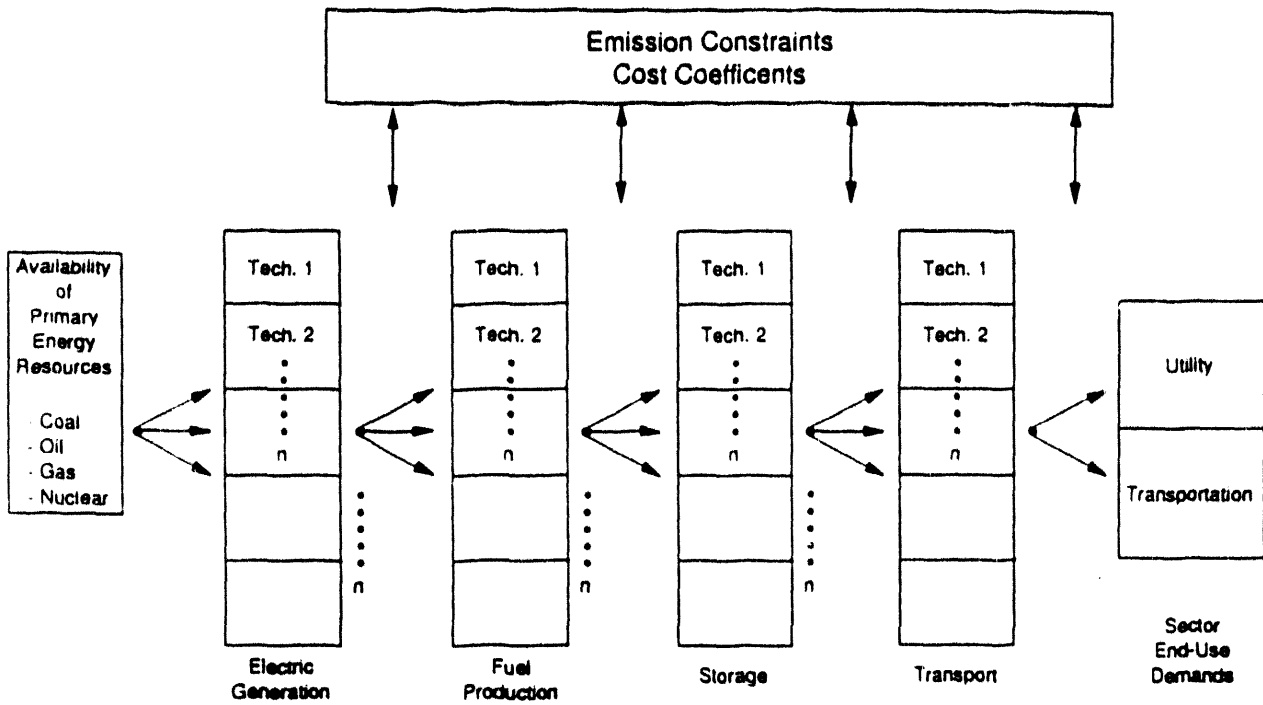 Emission Constraints
Cost Coefficents
Availability
of
Primary
Energy
Resources
- Coal
- Oil
- Gas
- Nuclear
Tech. 1
Tech. 2
n
n
Electric
Generation
Tech. 1
Tech. 2
n
n
Fuel
Production
Tech. 1
Tech. 2
n
n
Storage
Tech. 1
Tech. 2
n
Transport
Utility
Transportation
Sector
End-Use
Demands